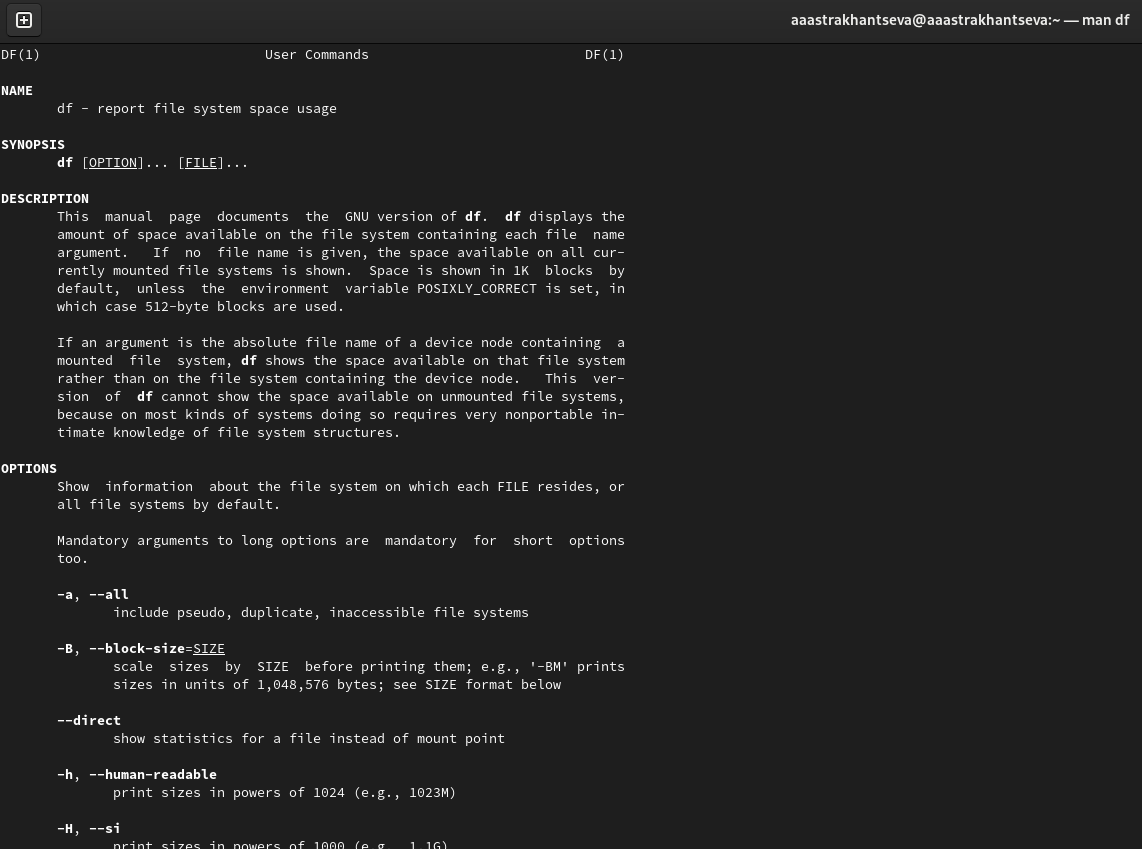 aaastrakhantseva@aaastrakhantseva:~ — man df
DF(1) User Commands DF(1)
NAME
df - report file system space usage
SYNOPSIS
df [OPTION]... [FILE]...
DESCRIPTION
This manual page documents the GNU version of df. df displays the
amount of space available on the file system containing each file name
argument. If no file name is given, the space available on all cur-
rently mounted file systems is shown. Space is shown in 1K blocks by
default, unless the environment variable POSIXLY_CORRECT is set, in
which case 512-byte blocks are used.
If an argument is the absolute file name of a device node containing a
mounted file system, df shows the space available on that file system
rather than on the file system containing the device node. This ver-
sion of df cannot show the space available on unmounted file systems,
because on most kinds of systems doing so requires very nonportable in-
timate knowledge of file system structures.
OPTIONS
Show information about the file system on which each FILE resides, or
all file systems by default.
Mandatory arguments to long options are mandatory for short options
too.
-a, --all
include pseudo, duplicate, inaccessible file systems
-B, --block-size=SIZE
scale sizes by SIZE before printing them; e.g., '-BM' prints
sizes in units of 1,048,576 bytes; see SIZE format below
--direct
show statistics for a file instead of mount point
-h, --human-readable
print sizes in powers of 1024 (e.g., 1023M)
-H, --si
print sizes in powers of 1000 (e.g., 1.1G)